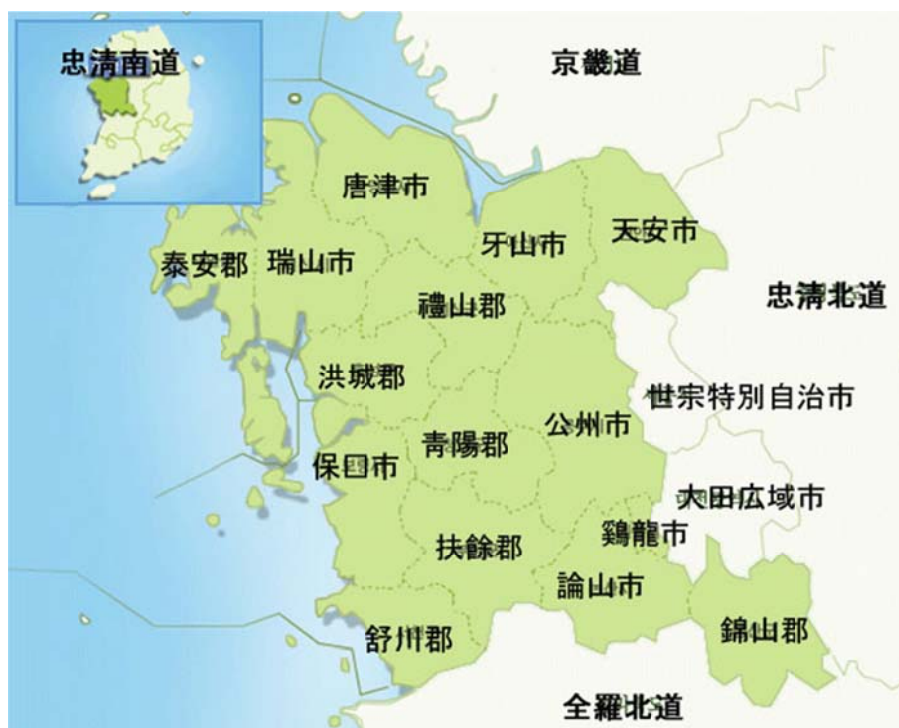 忠清南道
京畿道
唐津市
牙山市
天安市
泰安郡
瑞山市
禮山郡
忠清北道
洪城郡
世宗特別自治市
公州市
青陽郡
保口市
大田広域市
鷄龍市
扶餘郡
論山市
舒川郡
錦山郡
全羅北道